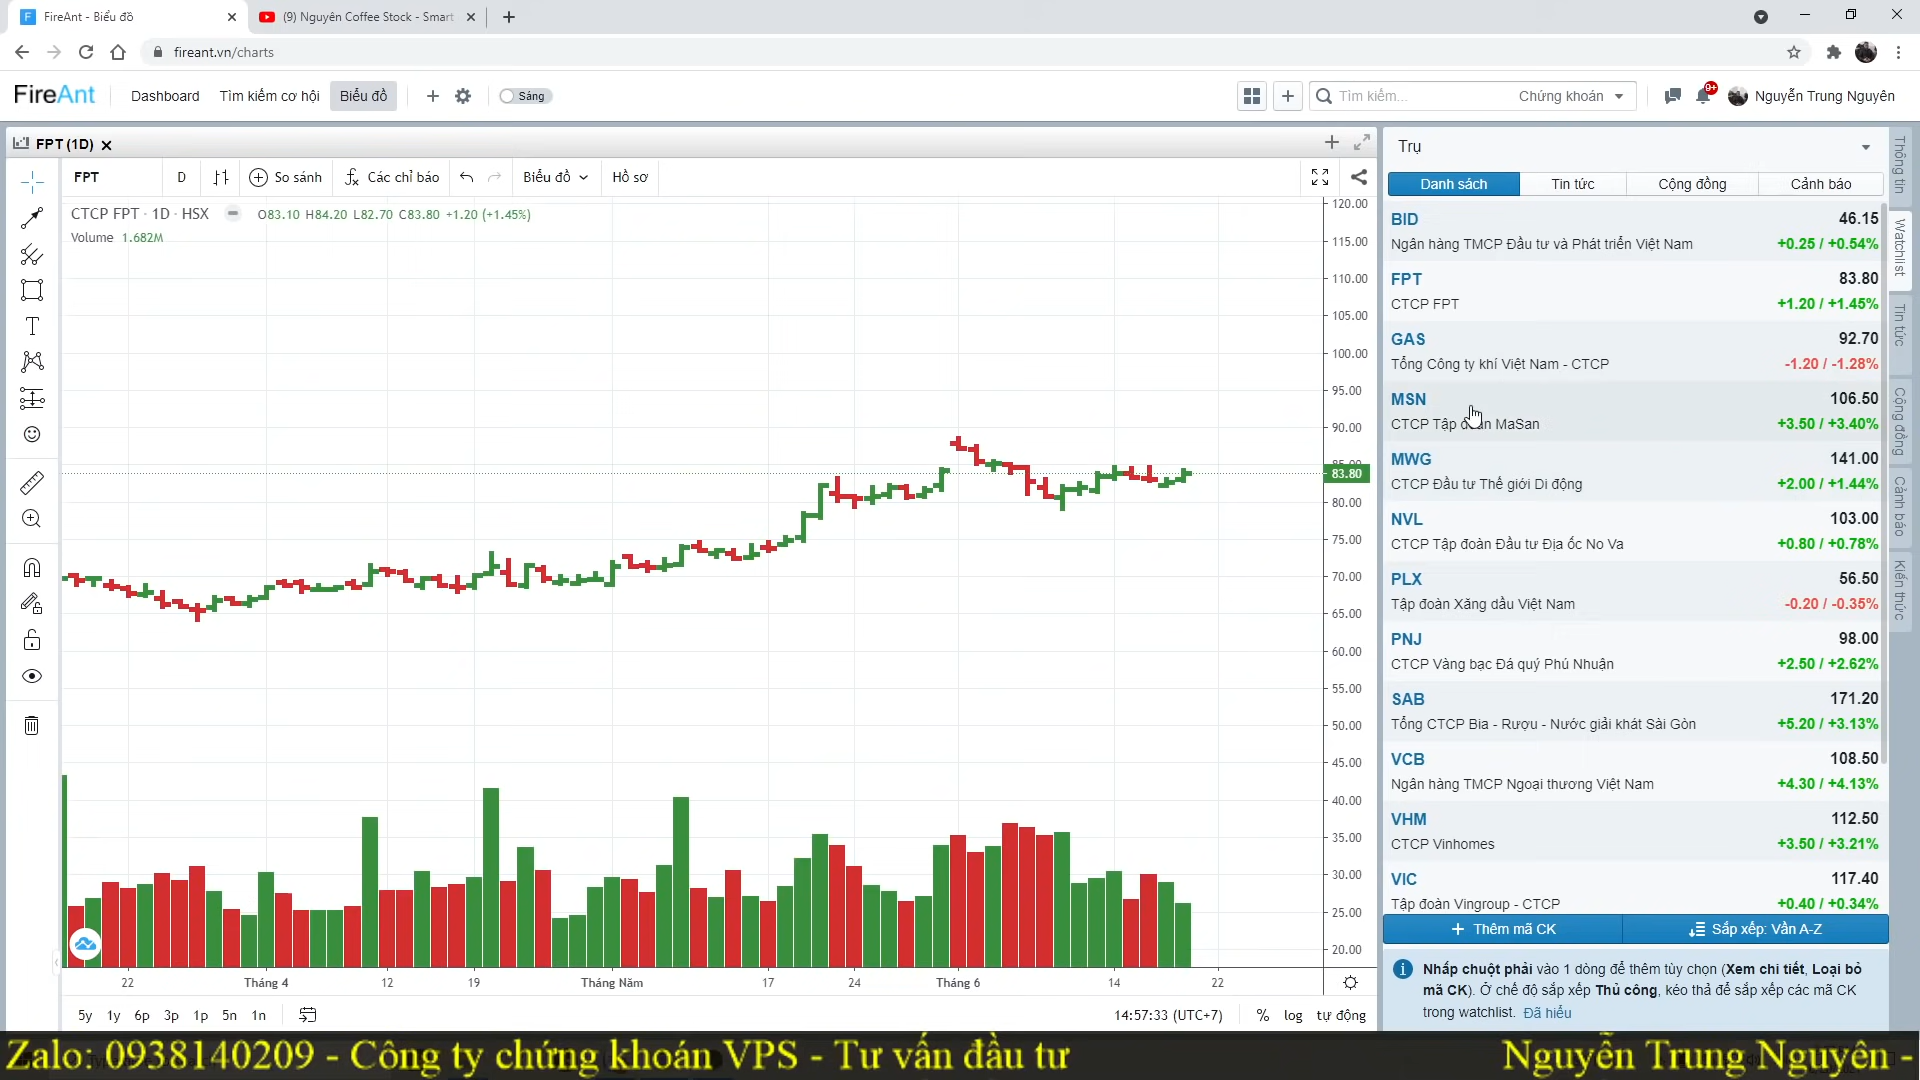 FireAnt - Biểu đồ
(9) Nguyên Coffee Stock - Smart
fireant.vn/charts
FireAnt
Dashboard
Tìm kiếm cơ hội
Biểu đồ
Sáng
Tìm kiếm...
Chứng khoán
9+
Nguyễn Trung Nguyên
FPT (1D)
FPT
D
So sánh
Các chỉ báo
Biểu đồ
Hồ sơ
CTCP FPT · 1D · HSX
O83.10 H84.20 L82.70 C83.80 +1.20 (+1.45%)
Volume 1.682M
120.00
115.00
110.00
105.00
100.00
95.00
90.00
85.00
83.80
80.00
75.00
70.00
65.00
60.00
55.00
50.00
45.00
40.00
35.00
30.00
25.00
20.00
22
Tháng 4
12
19
Tháng Năm
17
24
Tháng 6
14
22
5y 1y 6p 3p 1p 5n 1n
14:57:33 (UTC+7)
% log tự động
Trụ
Danh sách
Tin tức
Cộng đồng
Cảnh báo
BID 46.15
Ngân hàng TMCP Đầu tư và Phát triển Việt Nam +0.25 / +0.54%
FPT 83.80
CTCP FPT +1.20 / +1.45%
GAS 92.70
Tổng Công ty khí Việt Nam - CTCP -1.20 / -1.28%
MSN 106.50
CTCP Tập đoàn MaSan +3.50 / +3.40%
MWG 141.00
CTCP Đầu tư Thế giới Di động +2.00 / +1.44%
NVL 103.00
CTCP Tập đoàn Đầu tư Địa ốc No Va +0.80 / +0.78%
PLX 56.50
Tập đoàn Xăng dầu Việt Nam -0.20 / -0.35%
PNJ 98.00
CTCP Vàng bạc Đá quý Phú Nhuận +2.50 / +2.62%
SAB 171.20
Tổng CTCP Bia - Rượu - Nước giải khát Sài Gòn +5.20 / +3.13%
VCB 108.50
Ngân hàng TMCP Ngoại thương Việt Nam +4.30 / +4.13%
VHM 112.50
CTCP Vinhomes +3.50 / +3.21%
VIC 117.40
Tập đoàn Vingroup - CTCP +0.40 / +0.34%
Thêm mã CK
Sắp xếp: Vần A-Z
Nhấp chuột phải vào 1 dòng để thêm tùy chọn (Xem chi tiết, Loại bỏ
mã CK). Ở chế độ sắp xếp Thủ công, kéo thả để sắp xếp các mã CK
trong watchlist. Đã hiểu
Thông tin
Watchlist
Tin tức
Cộng đồng
Cảnh báo
Kiến thức
Zalo: 0938140209 - Công ty chứng khoán VPS - Tư vấn đầu tư
Nguyễn Trung Nguyên -